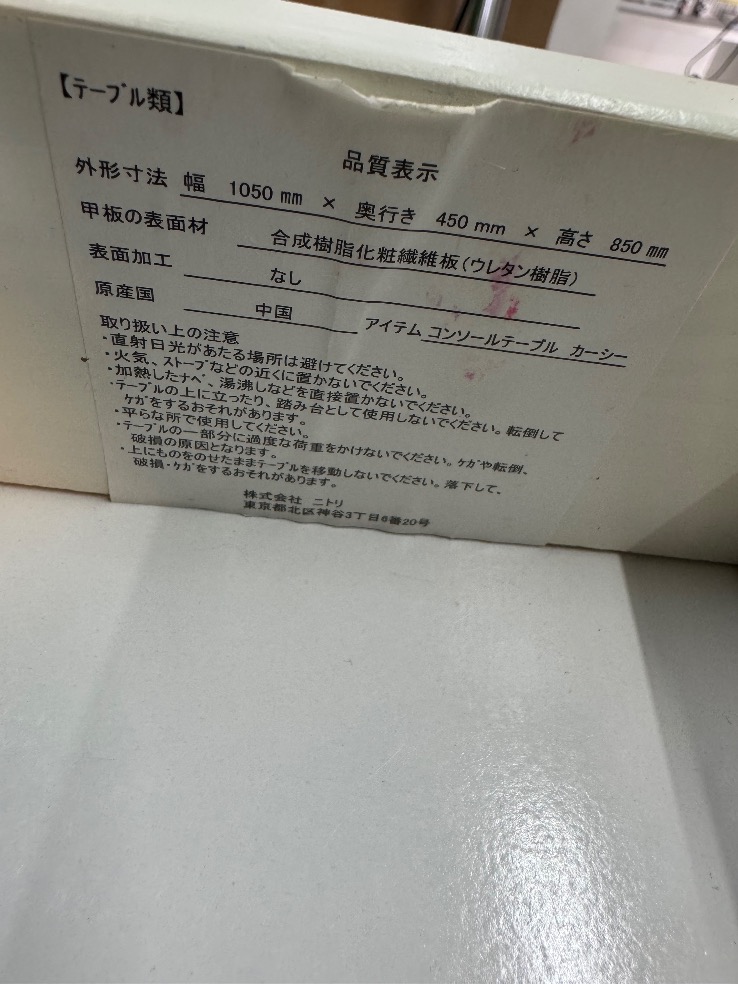 【テーブル類】
品質表示
外形寸法 幅 1050 mm × 奥行き 450 mm × 高さ 850 mm
甲板の表面材 合成樹脂化粧繊維板(ウレタン樹脂)
表面加工 なし
原産国 中国 アイテム コンソールテーブル カーシー
取り扱い上の注意
・直射日光があたる場所は避けてください。
・火気、ストーブなどの近くに置かないでください。
・加熱したナベ、湯沸しなどを直接置かないでください。
・テーブルの上に立ったり、踏み台として使用しないでください。転倒して
ケガをするおそれがあります。
・平らな所で使用してください。
・テーブルの一部分に過度な荷重をかけないでください。ケガや転倒、
破損の原因となります。
・上にものをのせたままテーブルを移動しないでください。落下して、
破損・ケガをするおそれがあります。
株式会社 ニトリ
東京都北区神谷3丁目6番20号